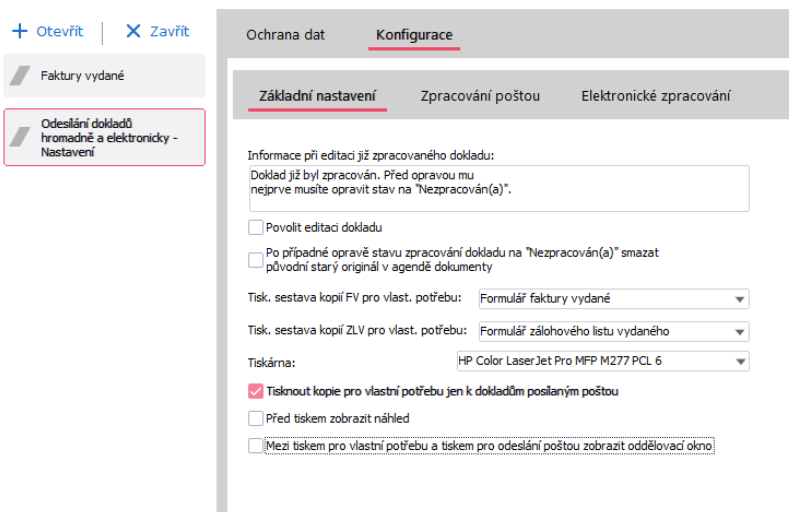 Otevřít
Zavřít
Faktury vydané
Odesílání dokladů
hromadně a elektronicky -
Nastavení
Ochrana dat
Konfigurace
Základní nastavení
Zpracování poštou
Elektronické zpracování
Informace při editaci již zpracovaného dokladu:
Doklad již byl zpracován. Před opravou mu
nejprve musíte opravit stav na "Nezpracován(a)".
Povolit editaci dokladu
Po případné opravě stavu zpracování dokladu na "Nezpracován(a)" smazat
původní starý originál v agendě dokumenty
Tisk. sestava kopií FV pro vlast. potřebu:
Formulář faktury vydané
Tisk. sestava kopií ZLV pro vlast. potřebu:
Formulář zálohového listu vydaného
Tiskárna:
HP Color LaserJet Pro MFP M277 PCL 6
Tisknout kopie pro vlastní potřebu jen k dokladům posílaným poštou
Před tiskem zobrazit náhled
Mezi tiskem pro vlastní potřebu a tiskem pro odeslání poštou zobrazit oddělovací okno